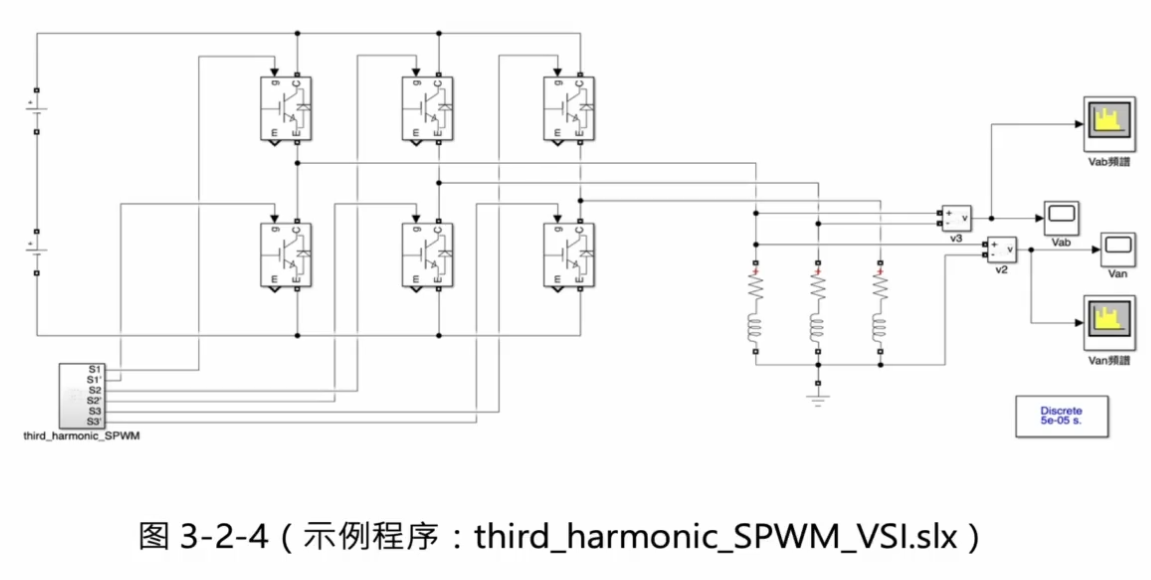 g C
m E
g C
m E
g C
m E
Vab頻譜
g C
m E
g C
m E
g C
m E
+ v
-
v3
Vab
+ v
-
v2
Van
Van頻譜
S1
S1'
S2
S2'
S3
S3'
third_harmonic_SPWM
Discrete
5e-05 s.
图 3-2-4（示例程序：third_harmonic_SPWM_VSI.slx）